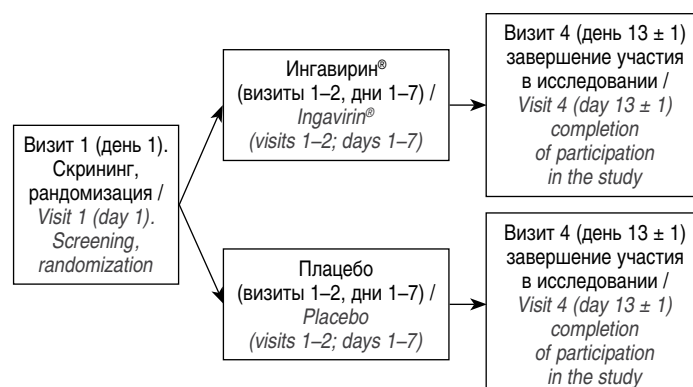 Визит 1 (день 1).
Скрининг,
рандомизация /
Visit 1 (day 1).
Screening,
randomization
Ингавирин®
(визиты 1–2, дни 1–7) /
Ingavirin®
(visits 1–2; days 1–7)
Визит 4 (день 13 ± 1)
завершение участия
в исследовании /
Visit 4 (day 13 ± 1)
completion
of participation
in the study
Плацебо
(визиты 1–2, дни 1–7) /
Placebo
(visits 1–2; days 1–7)
Визит 4 (день 13 ± 1)
завершение участия
в исследовании /
Visit 4 (day 13 ± 1)
completion
of participation
in the study